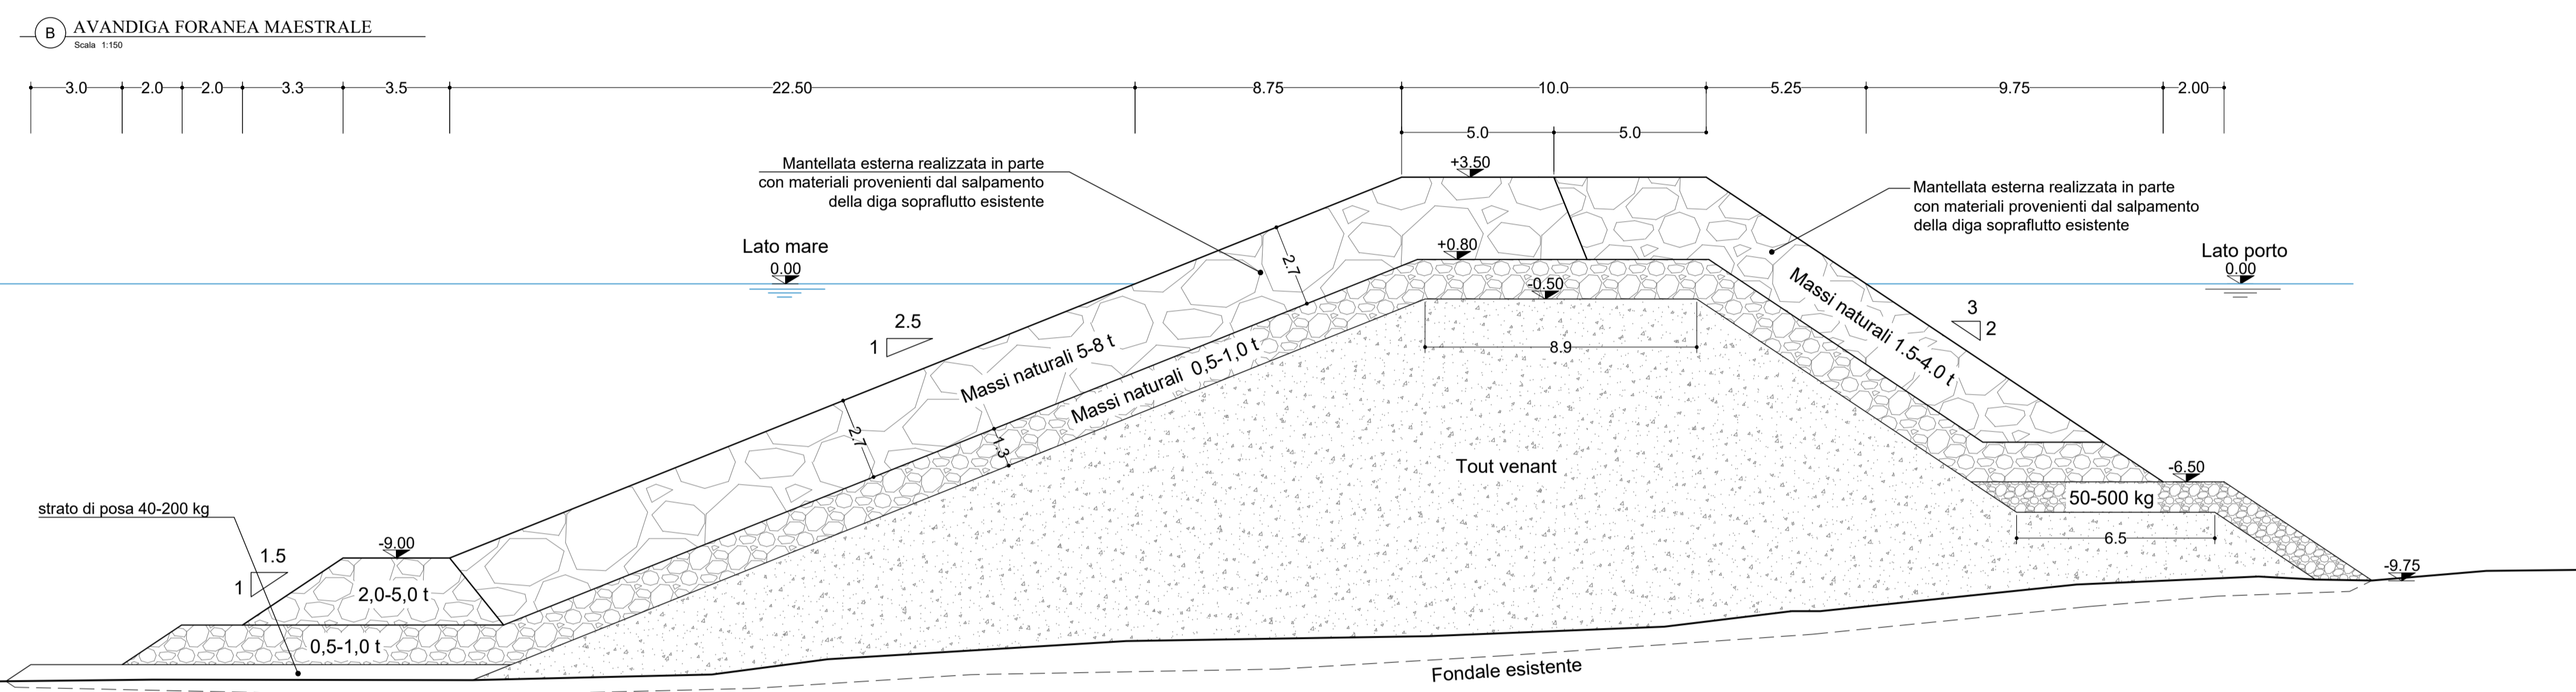 B AVANDIGA FORANEA MAESTRALE
Scala 1:150
3.0 2.0 2.0 3.3 3.5 22.50 8.75 10.0 5.25 9.75 2.00
5.0 5.0
Mantellata esterna realizzata in parte
con materiali provenienti dal salpamento
della diga sopraflutto esistente
+3.50
Mantellata esterna realizzata in parte
con materiali provenienti dal salpamento
della diga sopraflutto esistente
Lato mare
0.00
+0.80
-0.50
Lato porto
0.00
2.7
2.5
1
3
2
8.9
Massi naturali 5-8 t
Massi naturali 0,5-1,0 t
Massi naturali 1.5-4.0 t
2.7
1.3
Tout venant
-6.50
50-500 kg
6.5
strato di posa 40-200 kg
-9.00
1.5
1
2,0-5,0 t
-9.75
0,5-1,0 t
Fondale esistente